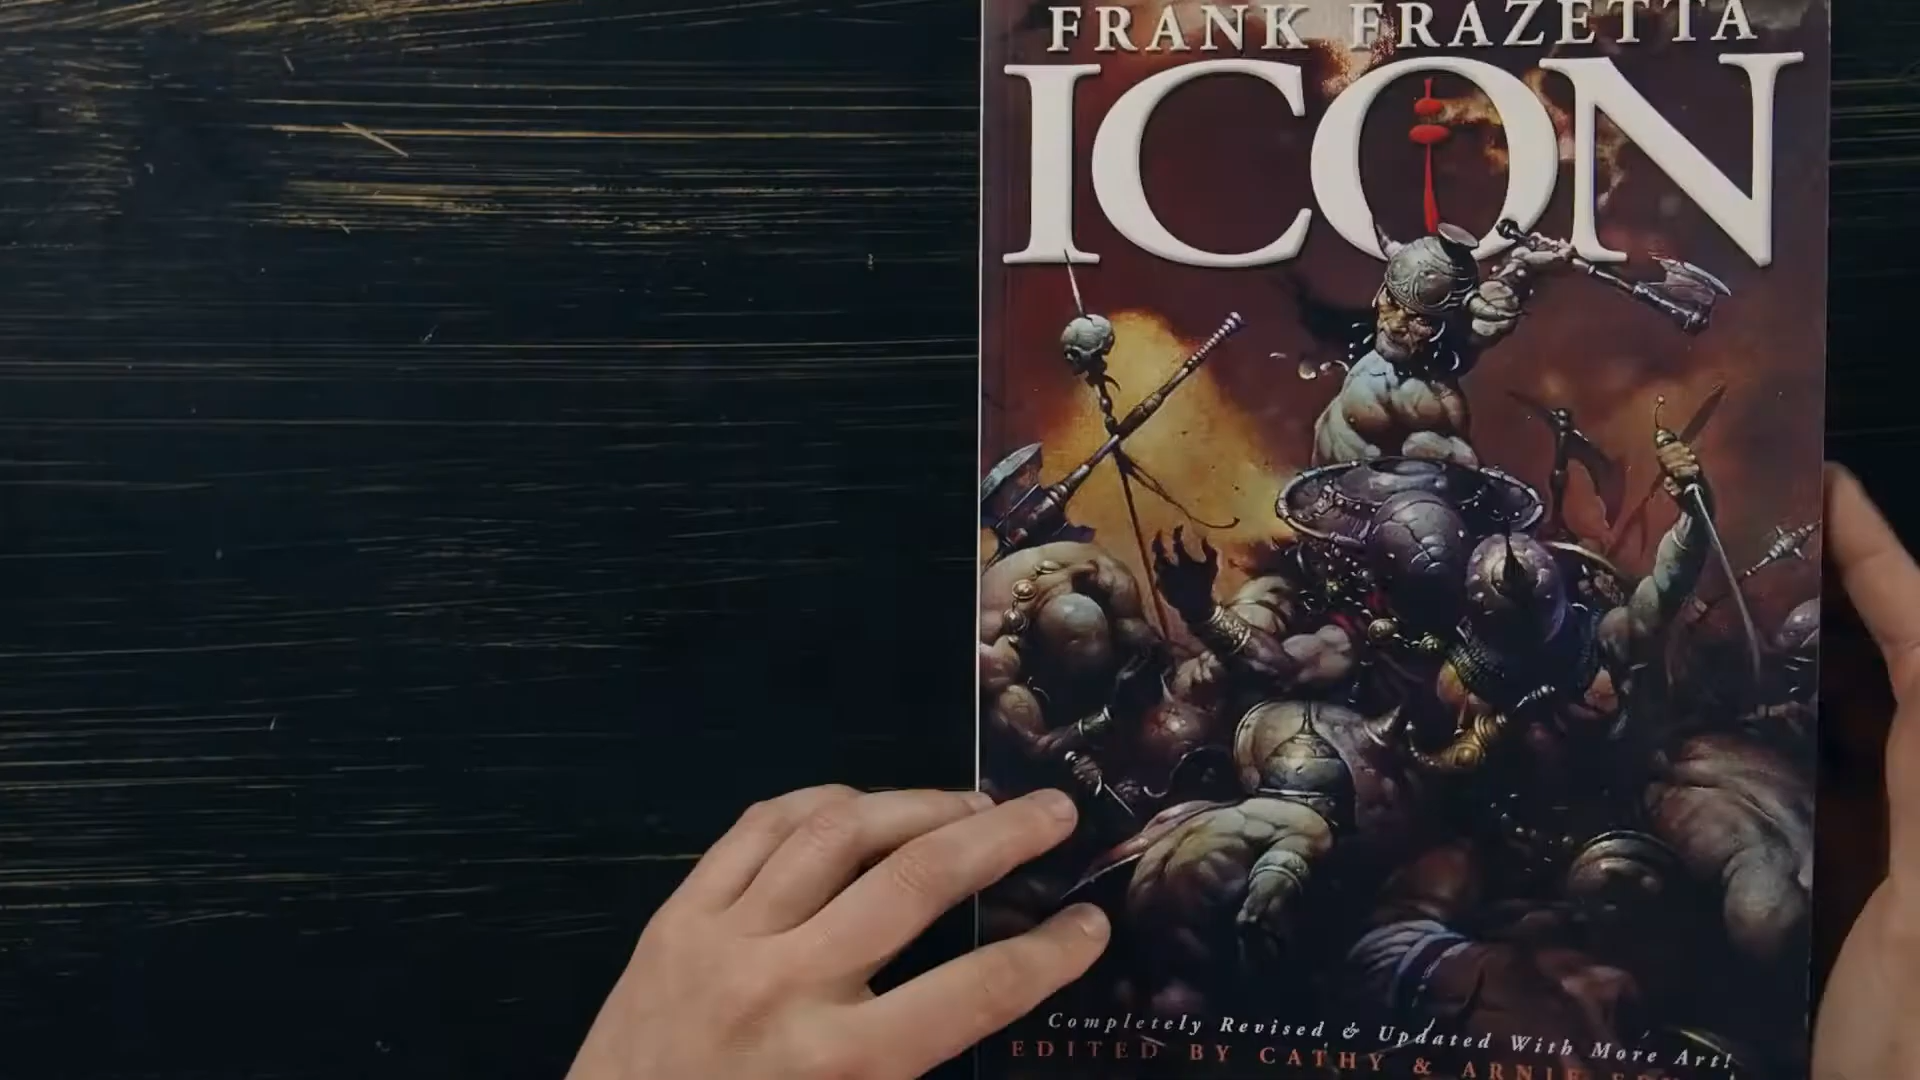 FRANK FRAZETTA
ICON
Completely Revised & Updated With More Art!
EDITED BY CATHY & ARNIE